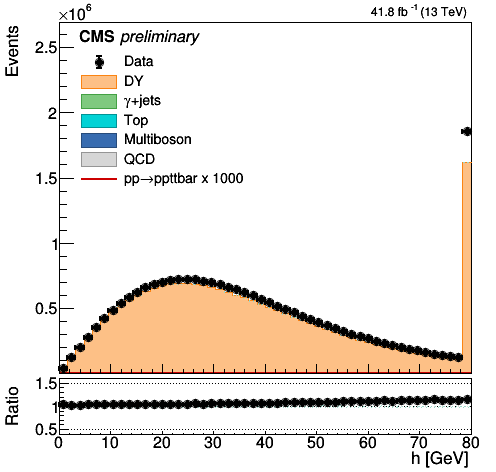 ×10⁶
41.8 fb⁻¹ (13 TeV)
Events
2.5
2
1.5
1
0.5
CMS preliminary
Data
DY
γ+jets
Top
Multiboson
QCD
pp→ppttbar x 1000
Ratio
1.5
1
0.5
0 10 20 30 40 50 60 70 80
h [GeV]